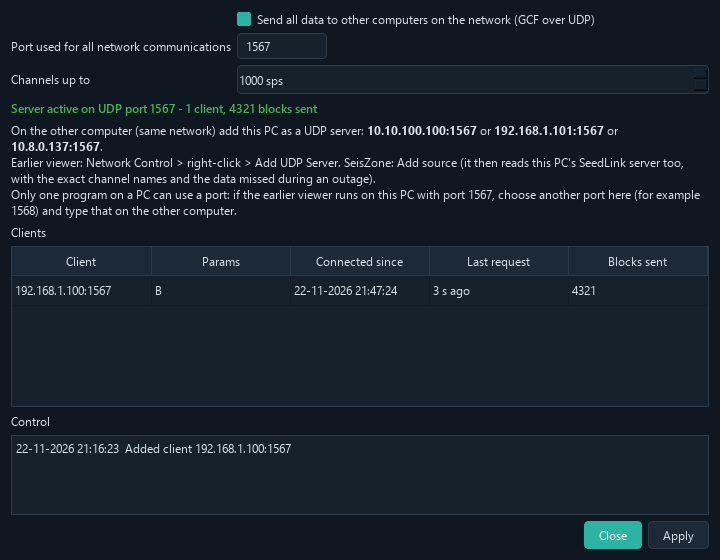 Send all data to other computers on the network (GCF over UDP)
Port used for all network communications 1567
Channels up to 1000 sps
Server active on UDP port 1567 - 1 client, 4321 blocks sent
On the other computer (same network) add this PC as a UDP server: 10.10.100.100:1567 or 192.168.1.101:1567 or
10.8.0.137:1567.
Earlier viewer: Network Control > right-click > Add UDP Server. SeisZone: Add source (it then reads this PC's SeedLink server too,
with the exact channel names and the data missed during an outage).
Only one program on a PC can use a port: if the earlier viewer runs on this PC with port 1567, choose another port here (for example
1568) and type that on the other computer.
Clients
Client Params Connected since Last request Blocks sent
192.168.1.100:1567 B 22-11-2026 21:47:24 3 s ago 4321
Control
22-11-2026 21:16:23 Added client 192.168.1.100:1567
Close Apply